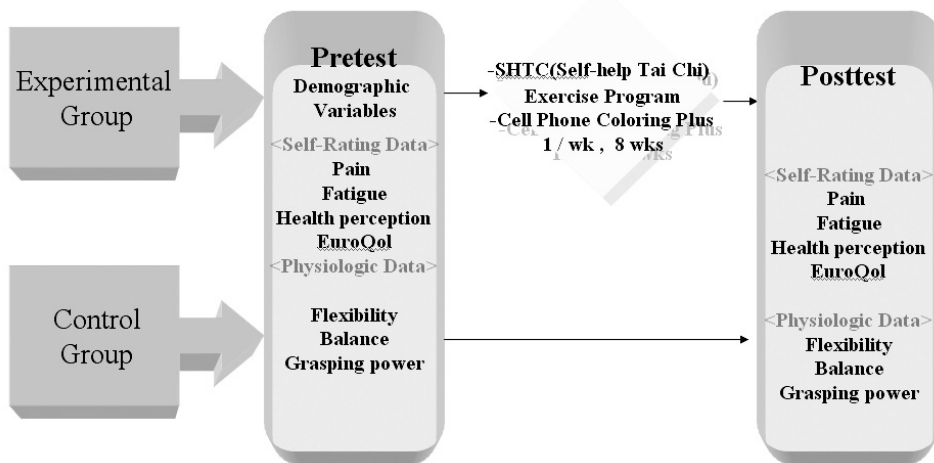 Experimental
Group
Control
Group
Pretest
Demographic
Variables
<Self-Rating Data>
Pain
Fatigue
Health perception
EuroQol
<Physiologic Data>
Flexibility
Balance
Grasping power
-SHTC(Self-help Tai Chi)
Exercise Program
-Cell Phone Coloring Plus
1 / wk , 8 wks
Posttest
<Self-Rating Data>
Pain
Fatigue
Health perception
EuroQol
<Physiologic Data>
Flexibility
Balance
Grasping power